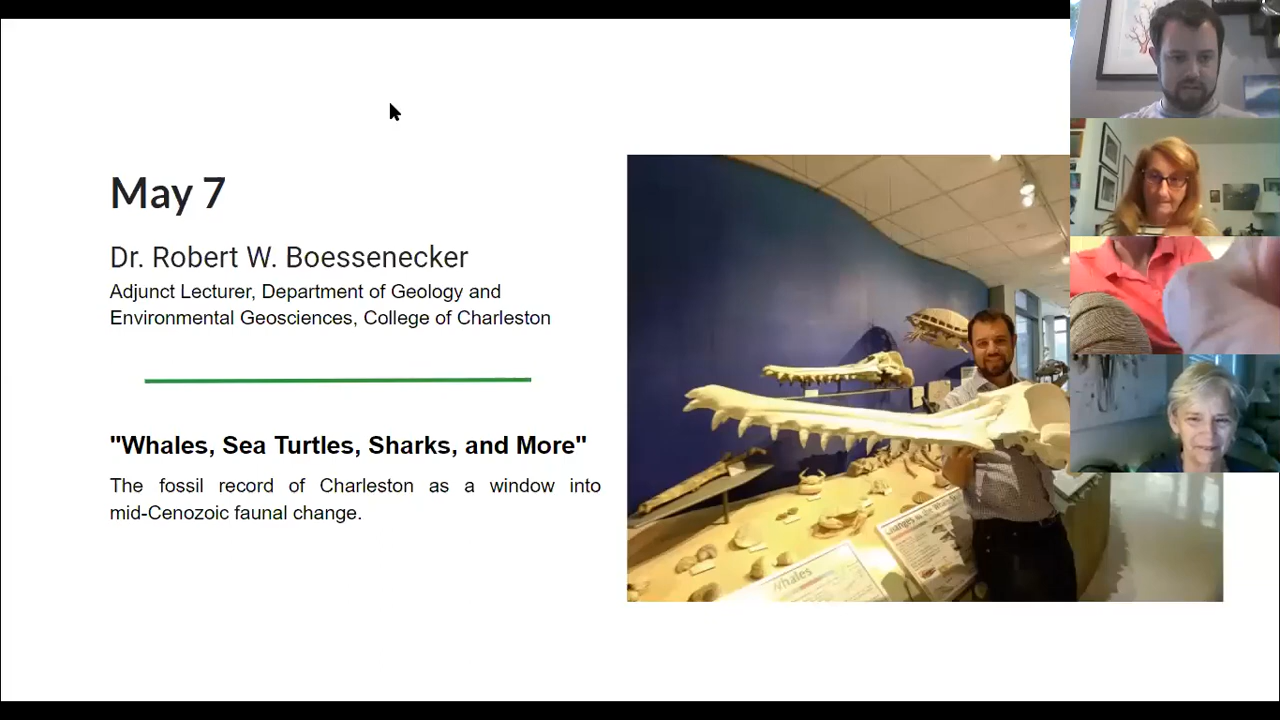 May 7
Dr. Robert W. Boessenecker
Adjunct Lecturer, Department of Geology and
Environmental Geosciences, College of Charleston
"Whales, Sea Turtles, Sharks, and More"
The fossil record of Charleston as a window into
mid-Cenozoic faunal change.
Whales